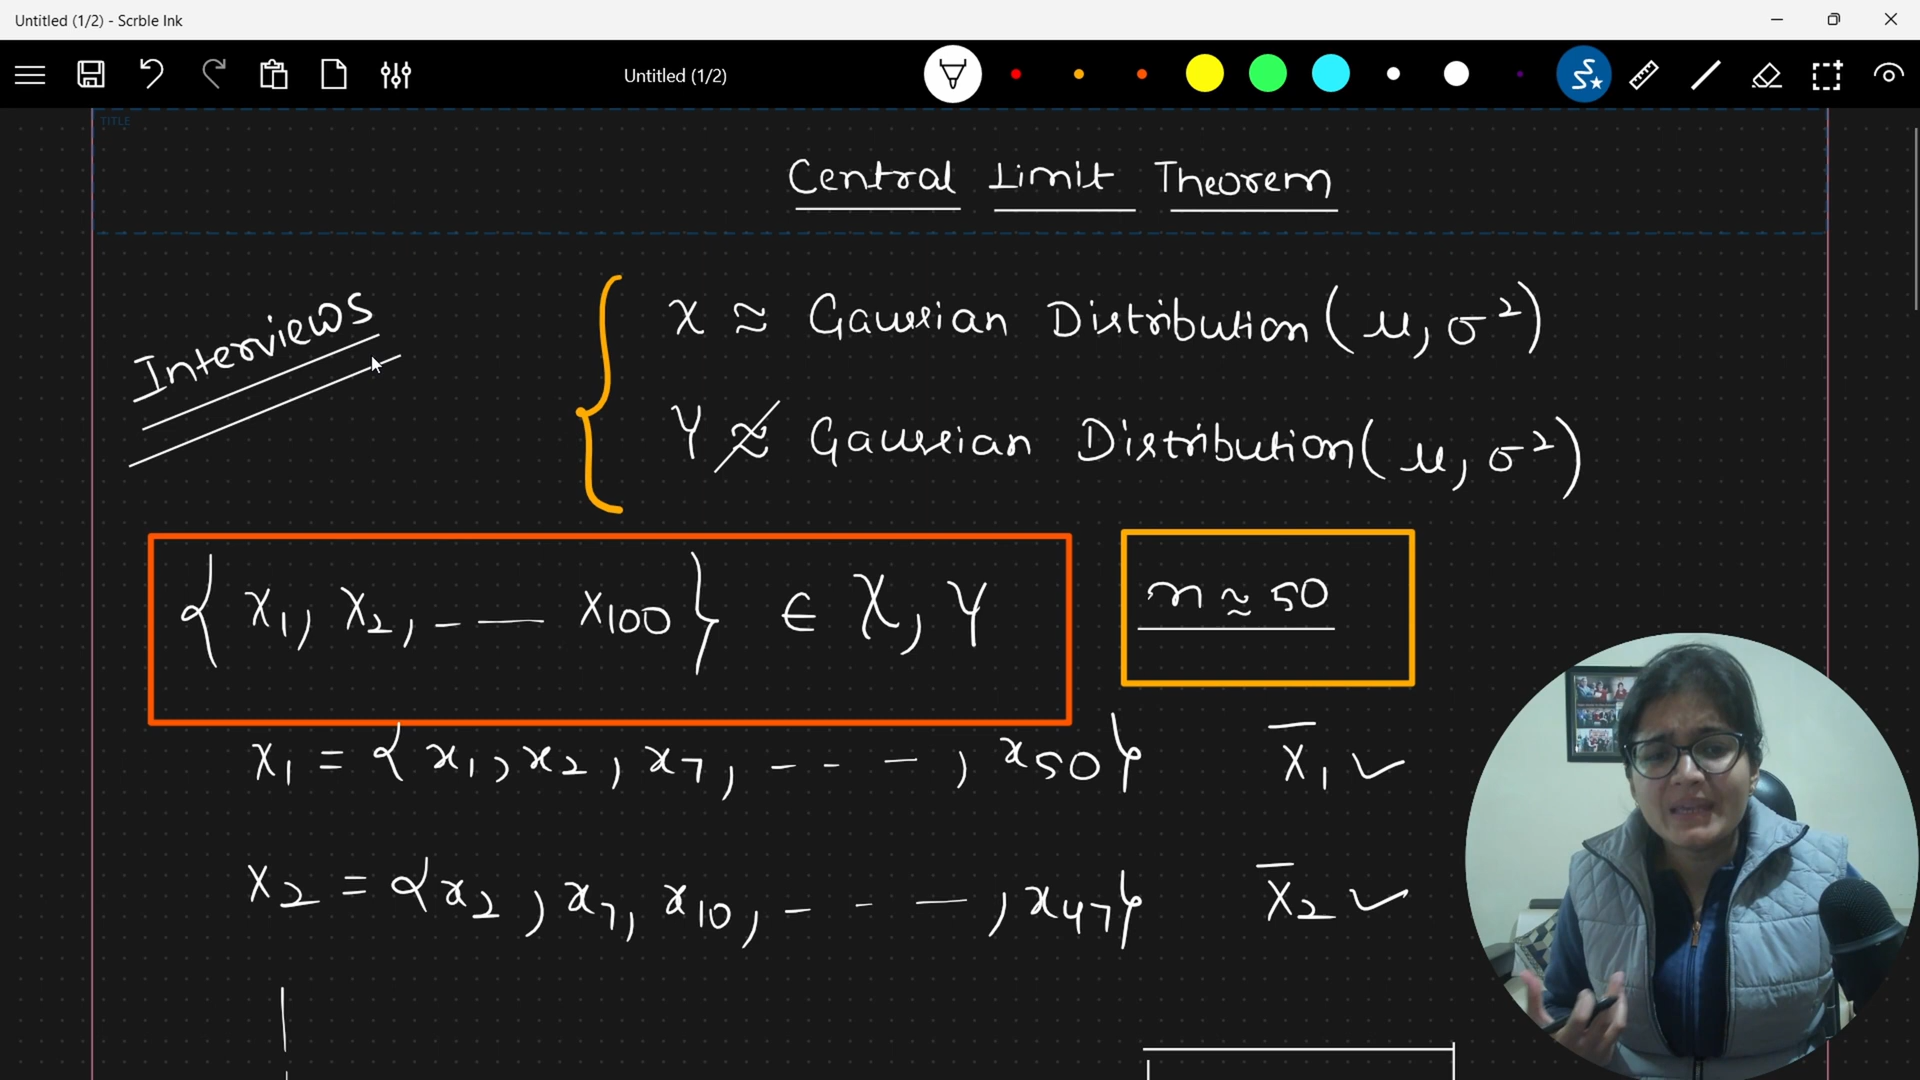 Untitled (1/2) - Scrble Ink
Untitled (1/2)
TITLE
Central Limit Theorem
Interviews
X ≈ Gaussian Distribution (μ, σ²)
Y ≉ Gaussian Distribution (μ, σ²)
{ x₁, x₂, - — x₁₀₀ } ∈ X, Y
n ≈ 50
x₁ = { x₁, x₂, x₇, - - - , x₅₀ } x̄₁ ✓
x₂ = { x₂, x₇, x₁₀, - - — , x₄₇ } x̄₂ ✓